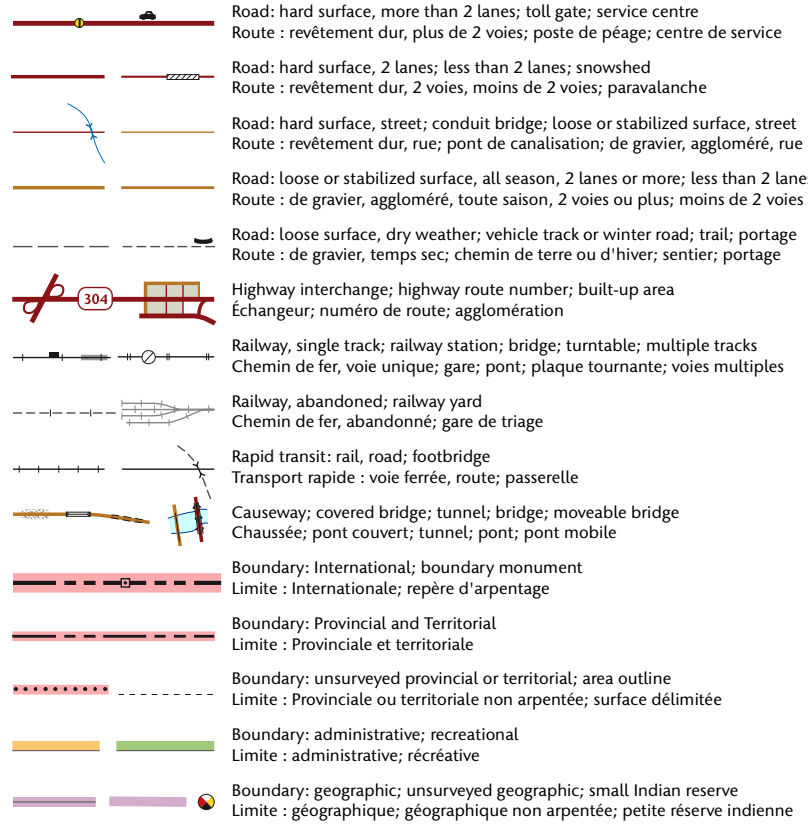 Road: hard surface, more than 2 lanes; toll gate; service centre
Route : revêtement dur, plus de 2 voies; poste de péage; centre de service
Road: hard surface, 2 lanes; less than 2 lanes; snowshed
Route : revêtement dur, 2 voies, moins de 2 voies; paravalanche
Road: hard surface, street; conduit bridge; loose or stabilized surface, street
Route : revêtement dur, rue; pont de canalisation; de gravier, aggloméré, rue
Road: loose or stabilized surface, all season, 2 lanes or more; less than 2 lane
Route : de gravier, aggloméré, toute saison, 2 voies ou plus; moins de 2 voies
Road: loose surface, dry weather; vehicle track or winter road; trail; portage
Route : de gravier, temps sec; chemin de terre ou d'hiver; sentier; portage
304
Highway interchange; highway route number; built-up area
Échangeur; numéro de route; agglomération
Railway, single track; railway station; bridge; turntable; multiple tracks
Chemin de fer, voie unique; gare; pont; plaque tournante; voies multiples
Railway, abandoned; railway yard
Chemin de fer, abandonné; gare de triage
Rapid transit: rail, road; footbridge
Transport rapide : voie ferrée, route; passerelle
Causeway; covered bridge; tunnel; bridge; moveable bridge
Chaussée; pont couvert; tunnel; pont; pont mobile
Boundary: International; boundary monument
Limite : Internationale; repère d'arpentage
Boundary: Provincial and Territorial
Limite : Provinciale et territoriale
Boundary: unsurveyed provincial or territorial; area outline
Limite : Provinciale ou territoriale non arpentée; surface délimitée
Boundary: administrative; recreational
Limite : administrative; récréative
Boundary: geographic; unsurveyed geographic; small Indian reserve
Limite : géographique; géographique non arpentée; petite réserve indienne